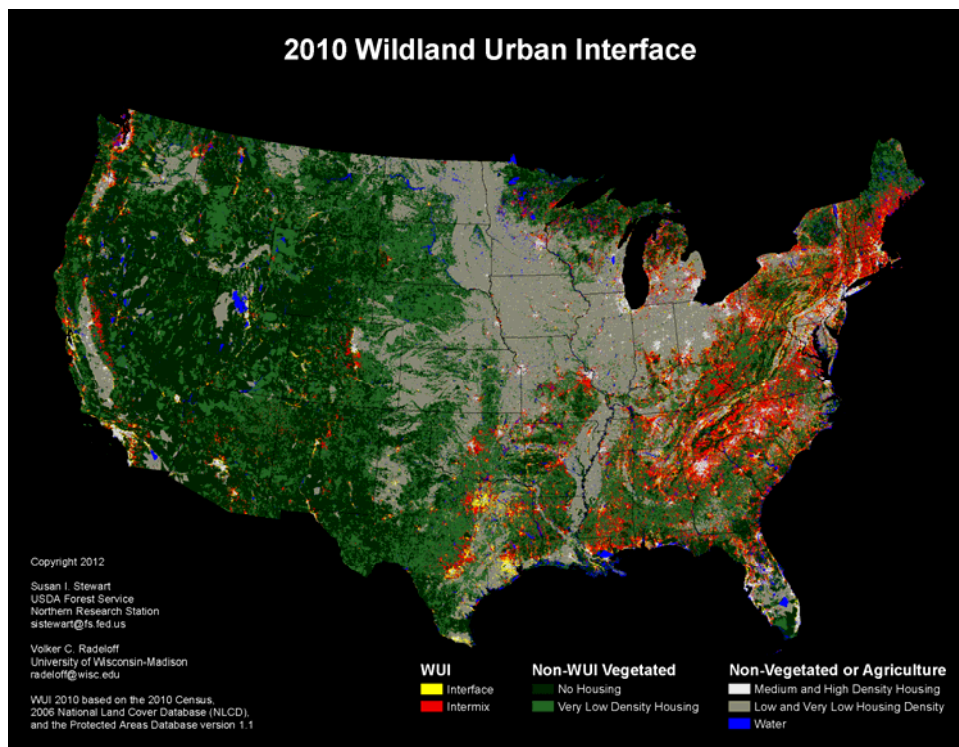 2010 Wildland Urban Interface
Copyright 2012
Susan I. Stewart
USDA Forest Service
Northern Research Station
sistewart@fs.fed.us
Volker C. Radeloff
University of Wisconsin-Madison
radeloff@wisc.edu
WUI 2010 based on the 2010 Census,
2006 National Land Cover Database (NLCD),
and the Protected Areas Database version 1.1
WUI
Interface
Intermix
Non-WUI Vegetated
No Housing
Very Low Density Housing
Non-Vegetated or Agriculture
Medium and High Density Housing
Low and Very Low Housing Density
Water